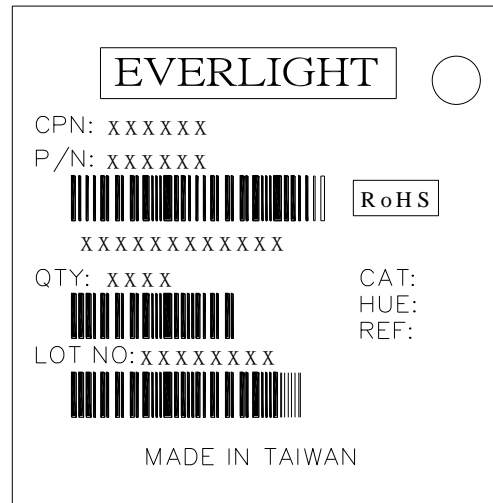 EVERLIGHT
CPN: XXXXXX
P/N: XXXXXX
RoHS
XXXXXXXXXXXX
QTY: XXXX
CAT:
HUE:
REF:
LOT NO: XXXXXXXX
MADE IN TAIWAN